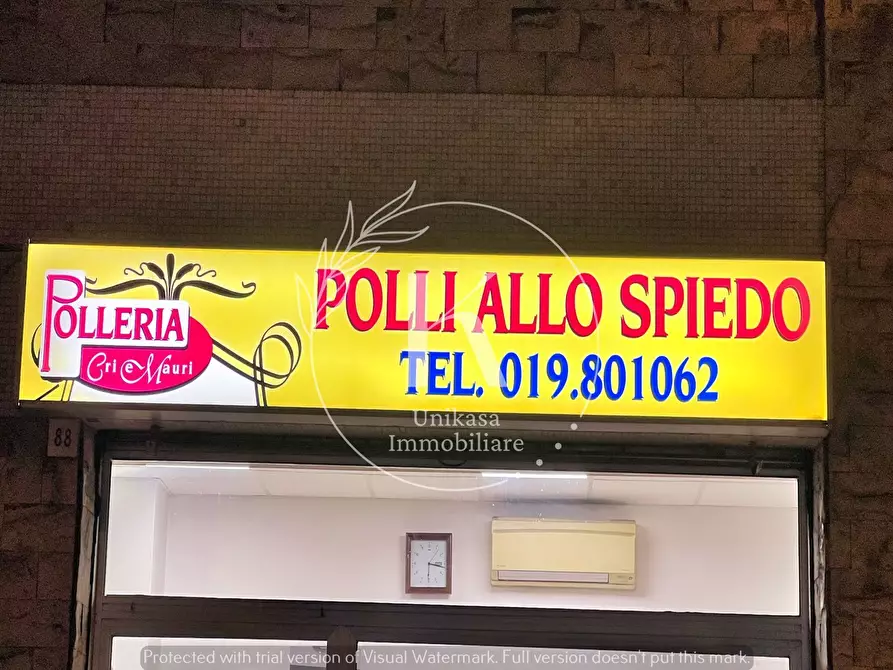 POLLERIA
Cri e Mauri
POLLI ALLO SPIEDO
TEL. 019.801062
K
Unikasa
Immobiliare
88
Protected with trial version of Visual Watermark. Full version doesn't put this mark.